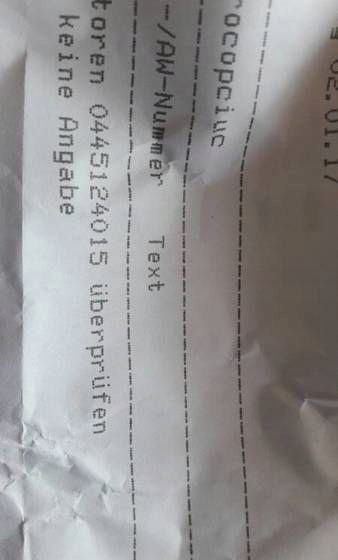 02.01.17
rocopciuc
-/AW-Nummer Text
toren 0445124015 überprüfen
keine Angabe